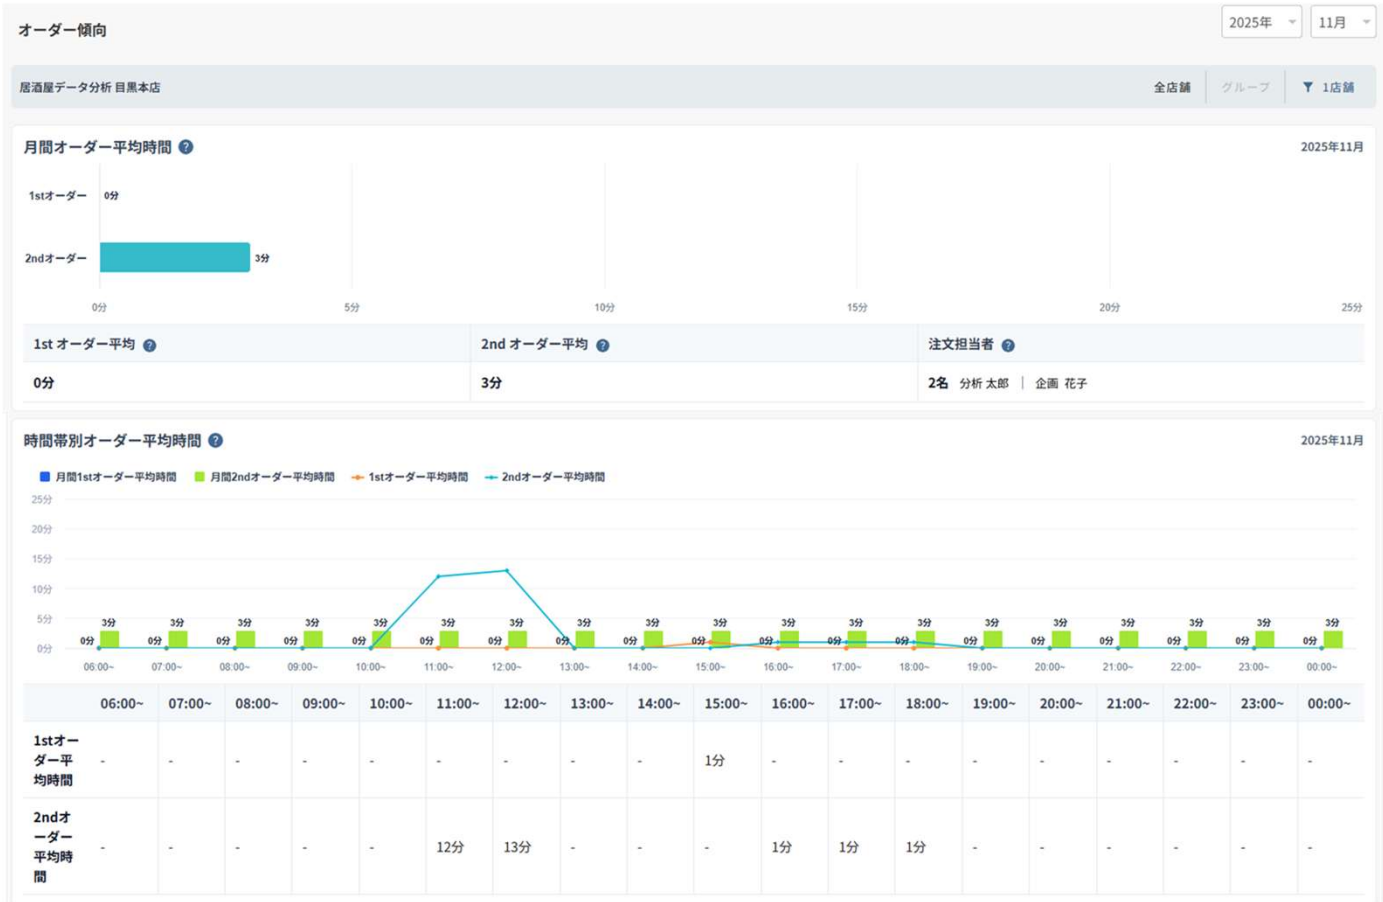 オーダー傾向
2025年 11月
居酒屋データ分析 目黒本店 全店舗 グループ 1店舗
月間オーダー平均時間 ? 2025年11月
1stオーダー 0分
2ndオーダー 3分
0分 5分 10分 15分 20分 25分
1st オーダー平均 ? 2nd オーダー平均 ? 注文担当者 ?
0分 3分 2名 分析 太郎 | 企画 花子
時間帯別オーダー平均時間 ? 2025年11月
月間1stオーダー平均時間 月間2ndオーダー平均時間 1stオーダー平均時間 2ndオーダー平均時間
25分
20分
15分
10分
5分 3分 3分 3分 3分 3分 3分 3分 3分 3分 3分 3分 3分 3分 3分 3分 3分 3分 3分 3分
0分 0分 0分 0分 0分 0分 0分 0分 0分 0分 0分 0分 0分 0分 0分 0分 0分 0分 0分
0分
06:00~ 07:00~ 08:00~ 09:00~ 10:00~ 11:00~ 12:00~ 13:00~ 14:00~ 15:00~ 16:00~ 17:00~ 18:00~ 19:00~ 20:00~ 21:00~ 22:00~ 23:00~ 00:00~
06:00~ 07:00~ 08:00~ 09:00~ 10:00~ 11:00~ 12:00~ 13:00~ 14:00~ 15:00~ 16:00~ 17:00~ 18:00~ 19:00~ 20:00~ 21:00~ 22:00~ 23:00~ 00:00~
1stオー
ダー平
均時間
- - - - - - - - - 1分 - - - - - - - - -
2ndオ
ーダー
平均時
間
- - - - - 12分 13分 - - - 1分 1分 1分 - - - - - -